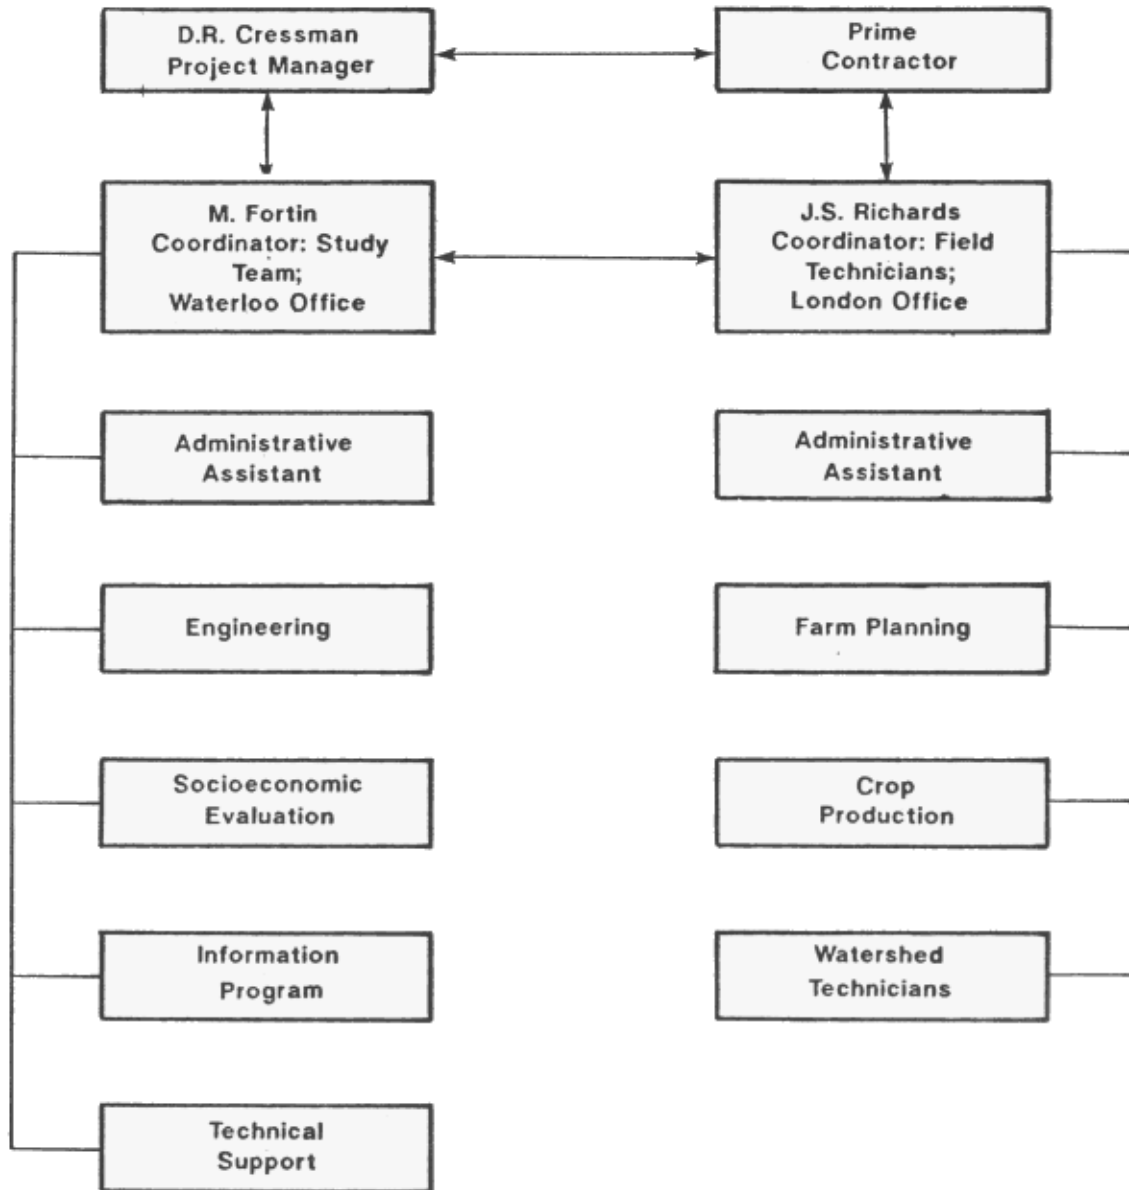 D.R. Cressman
Project Manager
Prime
Contractor
M. Fortin
Coordinator: Study
Team;
Waterloo Office
J.S. Richards
Coordinator: Field
Technicians;
London Office
Administrative
Assistant
Administrative
Assistant
Engineering
Farm Planning
Socioeconomic
Evaluation
Crop
Production
Information
Program
Watershed
Technicians
Technical
Support